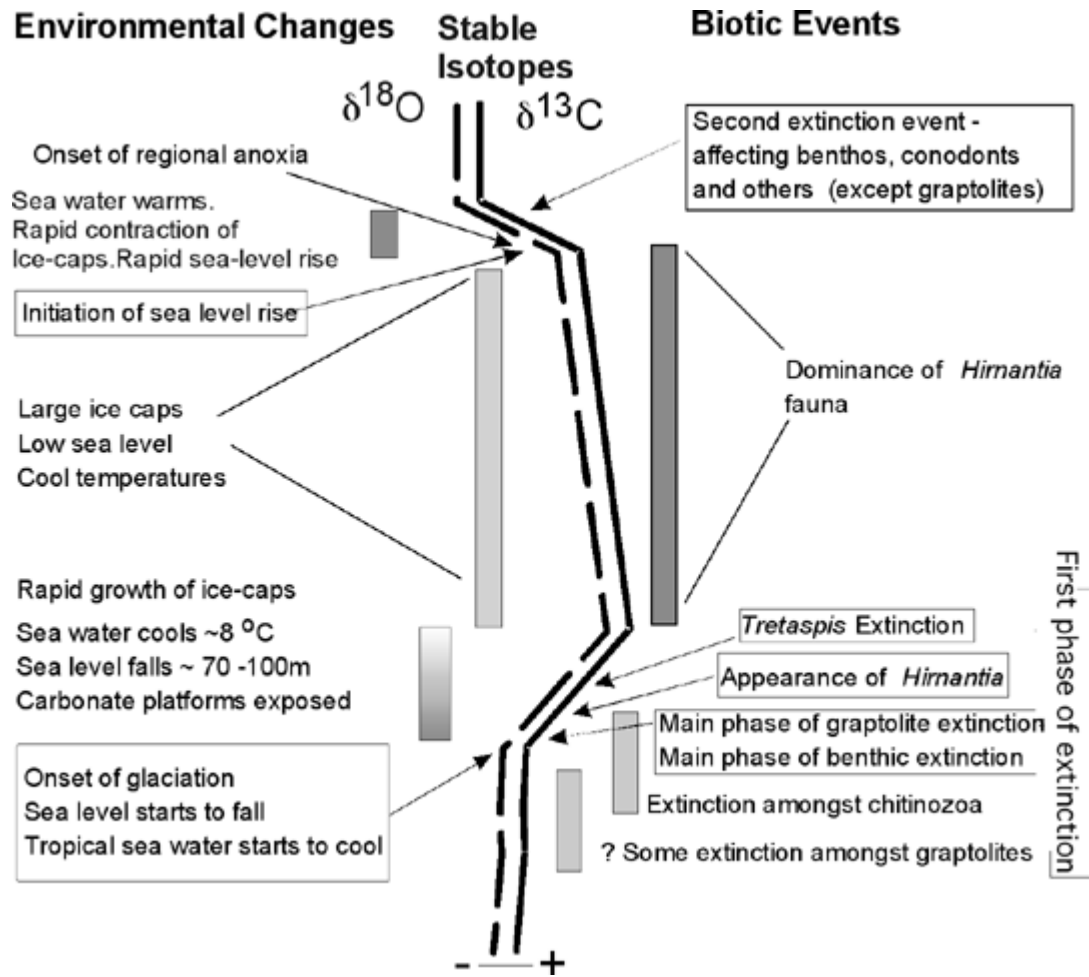 Environmental Changes
Stable
Isotopes
Biotic Events
δ18O
δ13C
Onset of regional anoxia
Sea water warms.
Rapid contraction of
Ice-caps.Rapid sea-level rise
Initiation of sea level rise
Large ice caps
Low sea level
Cool temperatures
Rapid growth of ice-caps
Sea water cools ~8 ºC
Sea level falls ~ 70 -100m
Carbonate platforms exposed
Onset of glaciation
Sea level starts to fall
Tropical sea water starts to cool
Second extinction event -
affecting benthos, conodonts
and others (except graptolites)
Dominance of Hirnantia
fauna
Tretaspis Extinction
Appearance of Hirnantia
Main phase of graptolite extinction
Main phase of benthic extinction
Extinction amongst chitinozoa
? Some extinction amongst graptolites
First phase of extinction
- +